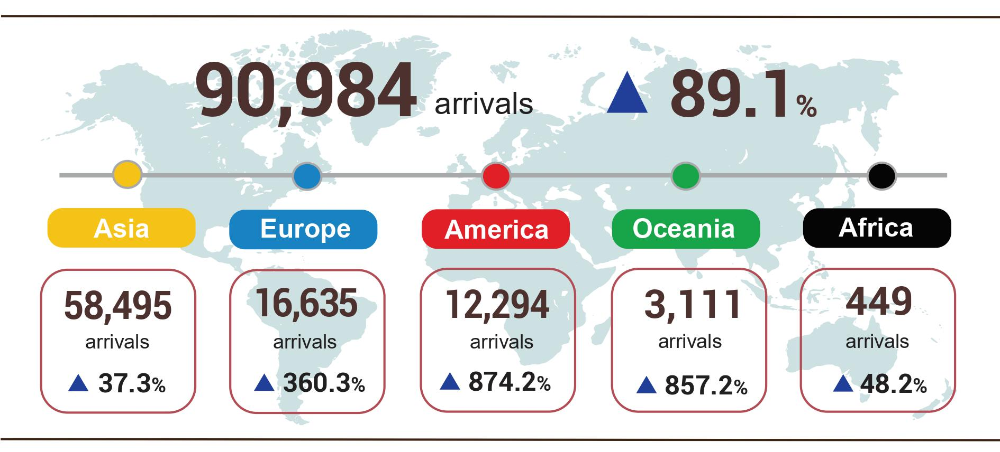 90,984 arrivals ▲ 89.1%
Asia Europe America Oceania Africa
58,495 16,635 12,294 3,111 449
arrivals arrivals arrivals arrivals arrivals
▲ 37.3% ▲ 360.3% ▲ 874.2% ▲ 857.2% ▲ 48.2%